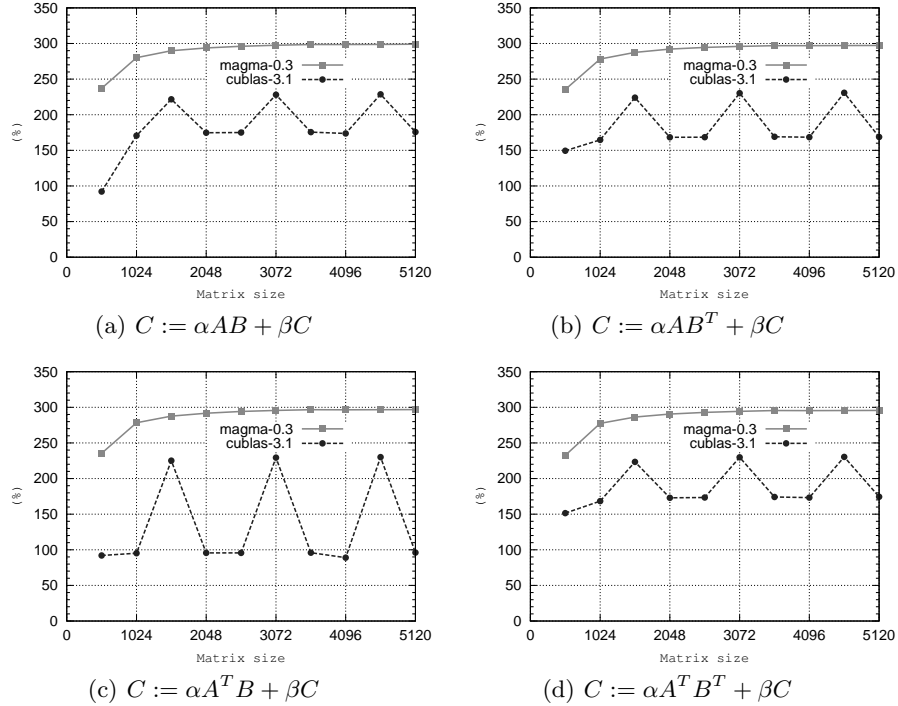 350
300
250
200
150
100
50
0
(%)
magma-0.3
cublas-3.1
0 1024 2048 3072 4096 5120
Matrix size
(a) C := αAB + βC
350
300
250
200
150
100
50
0
(%)
magma-0.3
cublas-3.1
0 1024 2048 3072 4096 5120
Matrix size
(b) C := αAB^T + βC
350
300
250
200
150
100
50
0
(%)
magma-0.3
cublas-3.1
0 1024 2048 3072 4096 5120
Matrix size
(c) C := αA^T B + βC
350
300
250
200
150
100
50
0
(%)
magma-0.3
cublas-3.1
0 1024 2048 3072 4096 5120
Matrix size
(d) C := αA^T B^T + βC